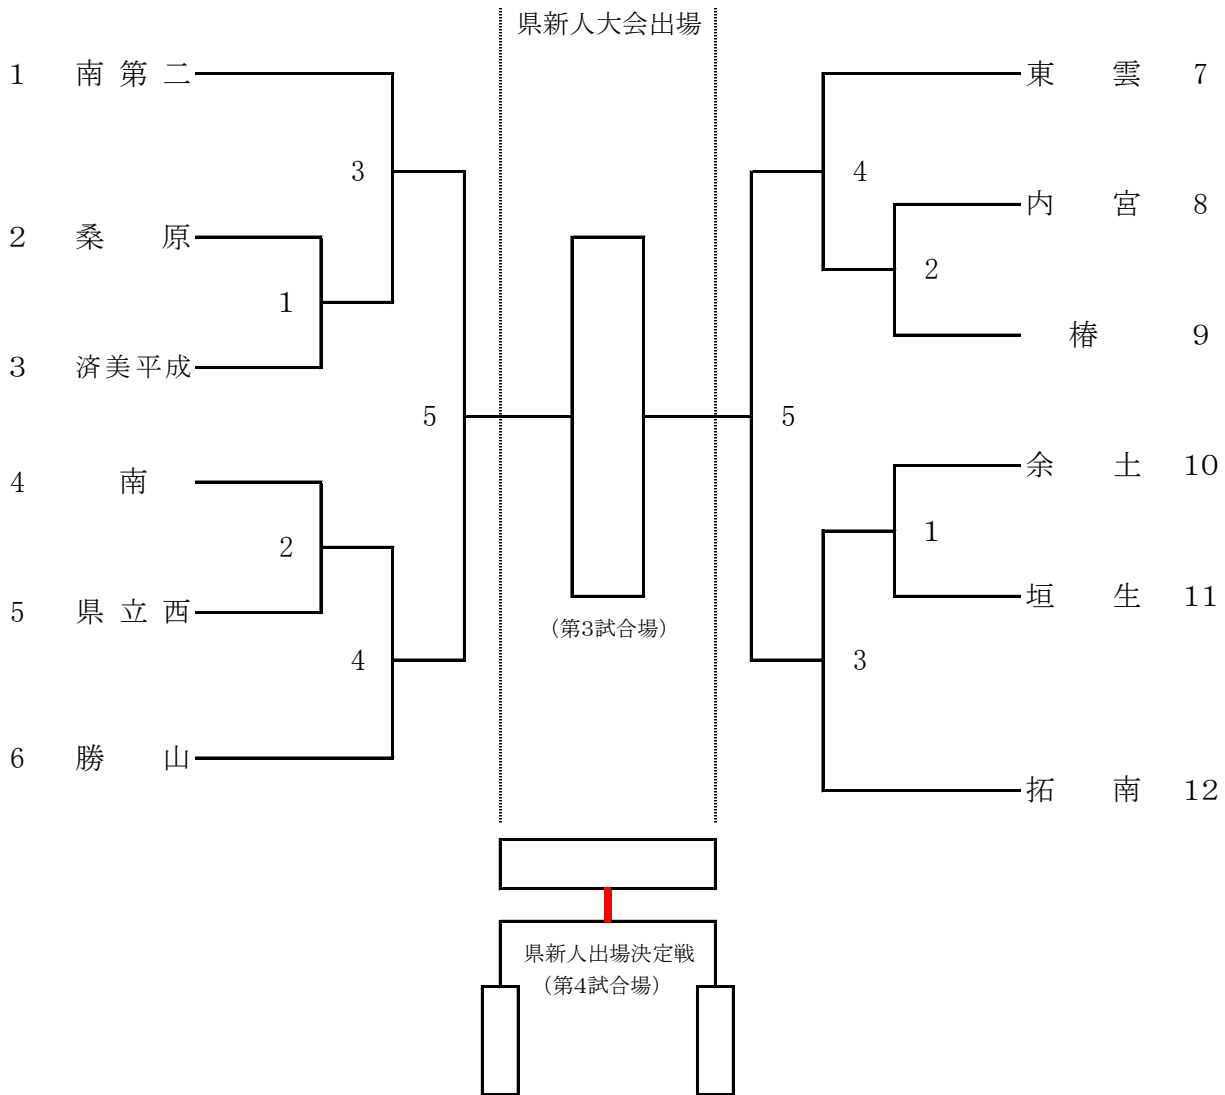 県新人大会出場
1 南第二
3
2 桑原
1
3 済美平成
5
4 南
2
5 県立西
4
6 勝山
東雲 7
4
内宮 8
2
椿 9
5
余土 10
1
垣生 11
3
拓南 12
(第3試合場)
県新人出場決定戦
(第4試合場)